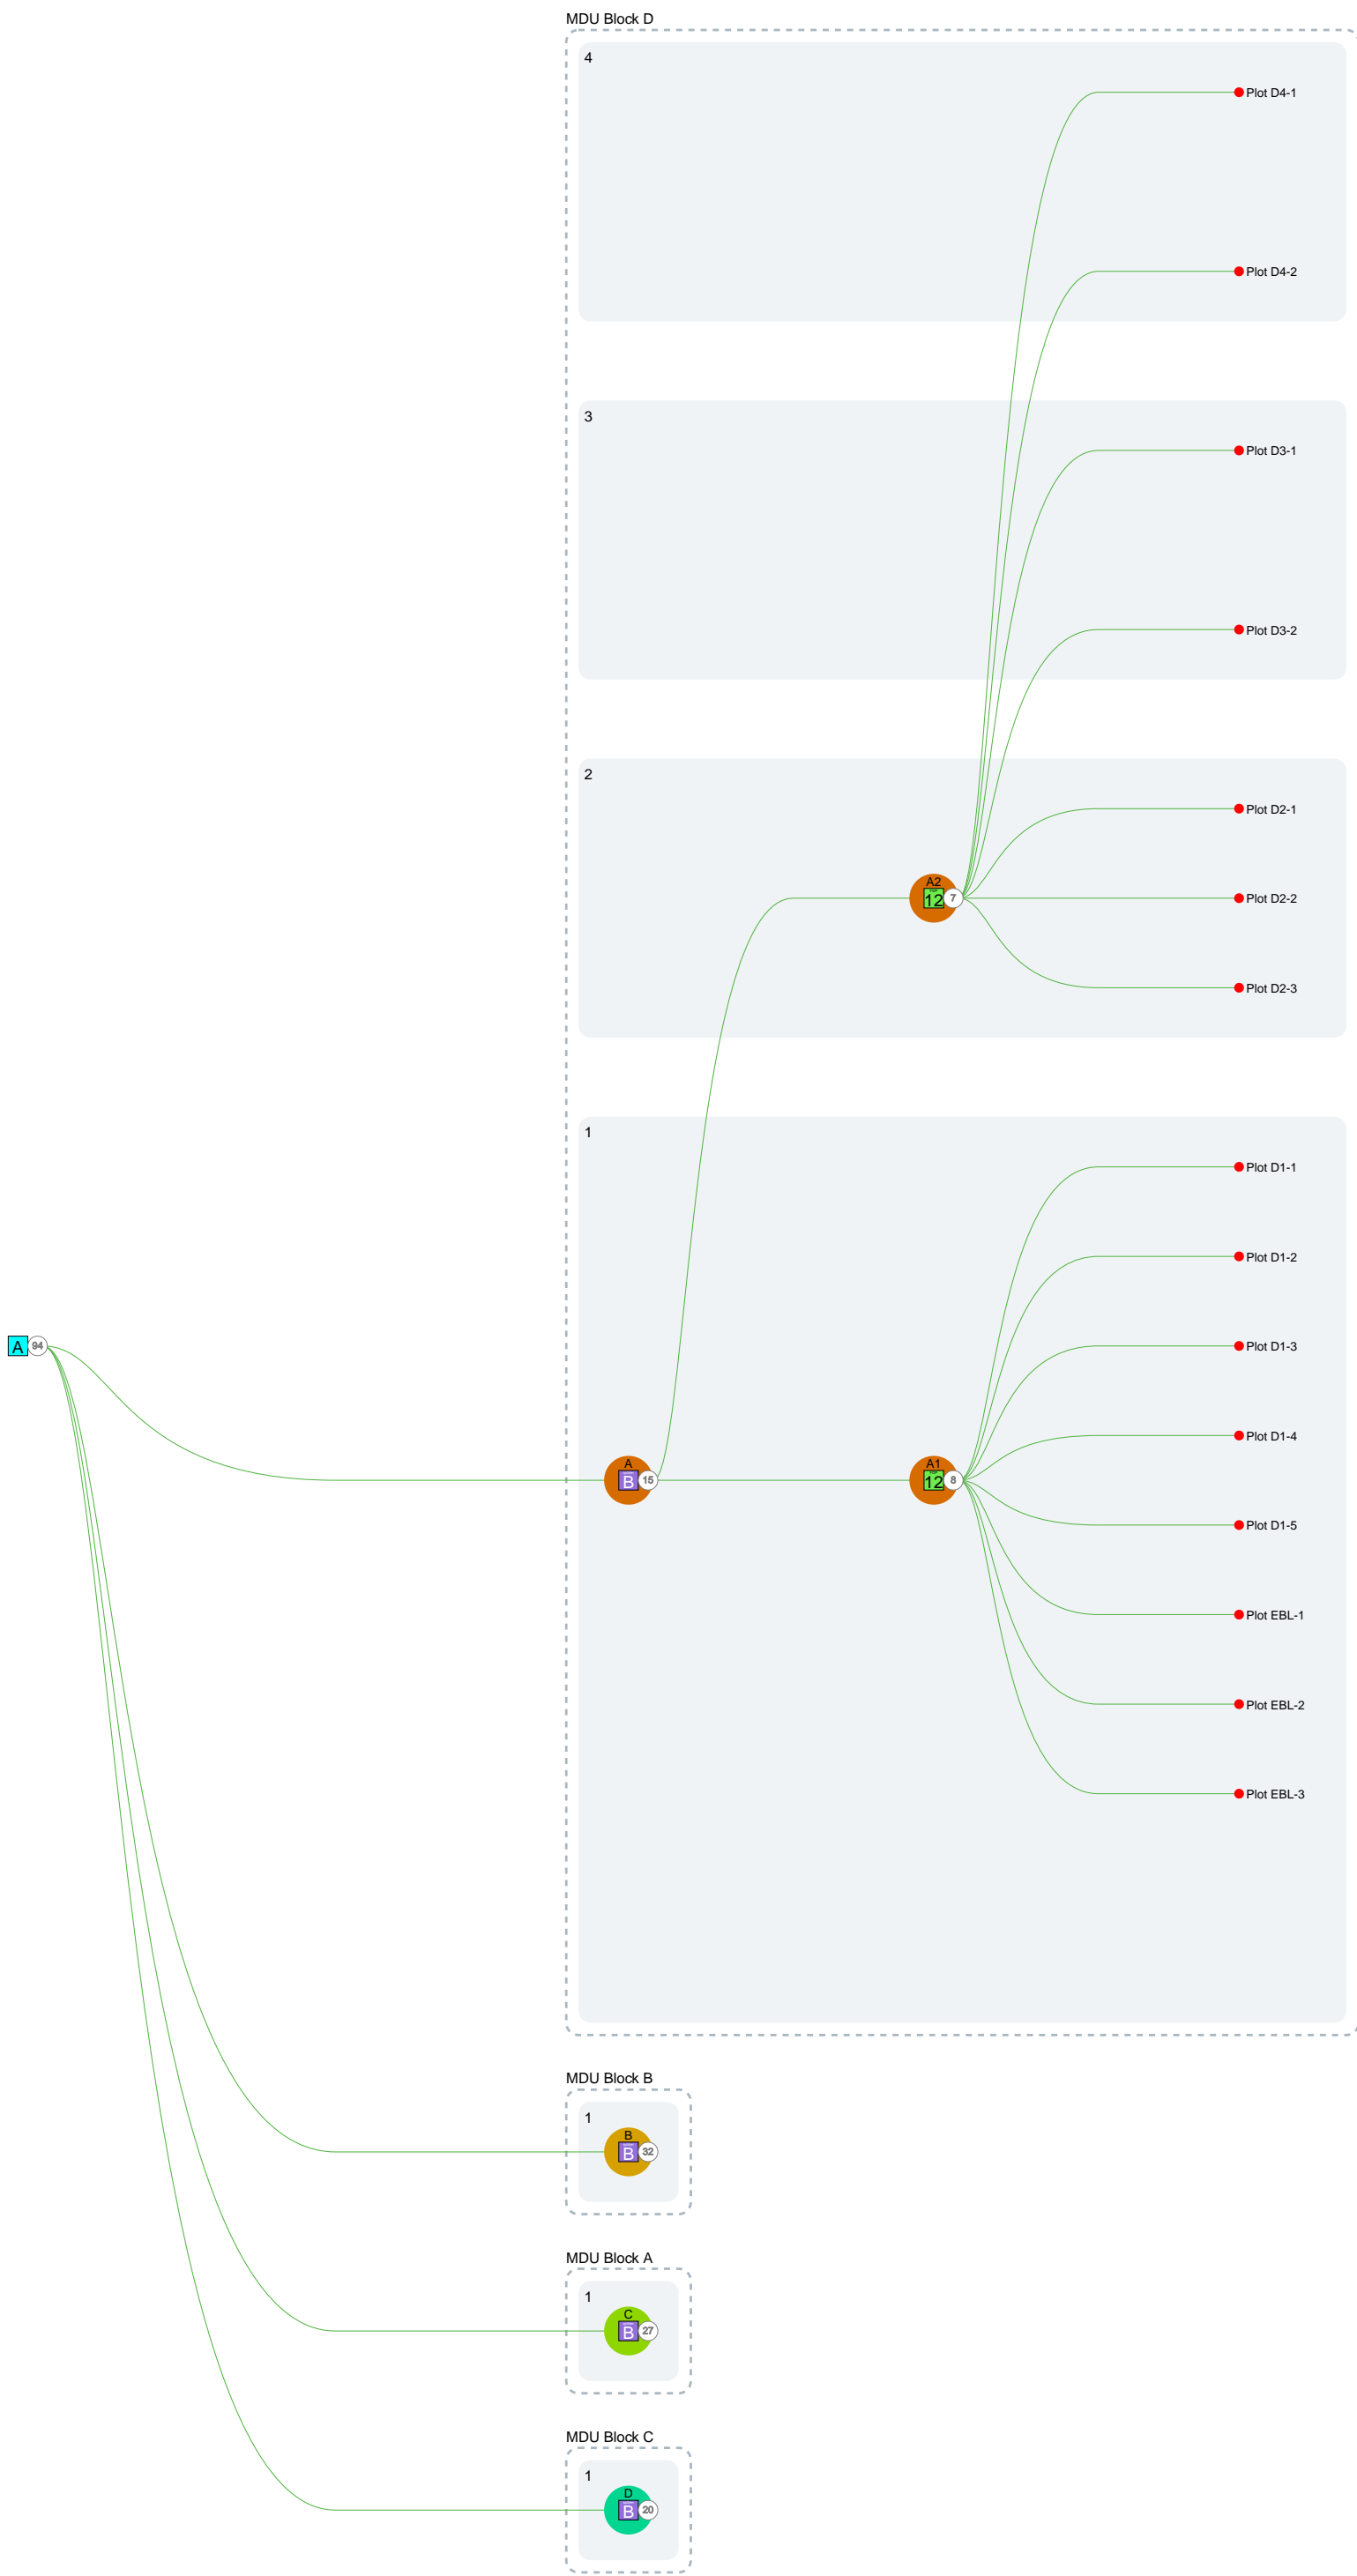 MDU Block D
4
Plot D4-1
Plot D4-2
3
Plot D3-1
Plot D3-2
2
Plot D2-1
A2
12
7
Plot D2-2
Plot D2-3
1
Plot D1-1
Plot D1-2
A
94
Plot D1-3
Plot D1-4
A
B
15
A1
12
8
Plot D1-5
Plot EBL-1
Plot EBL-2
Plot EBL-3
MDU Block B
1
B
B
32
MDU Block A
1
C
B
27
MDU Block C
1
D
B
20